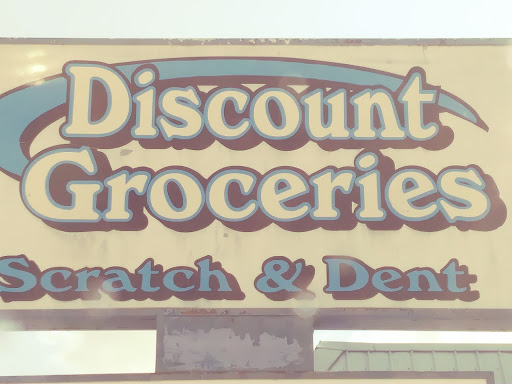 Discount
Groceries
Scratch & Dent